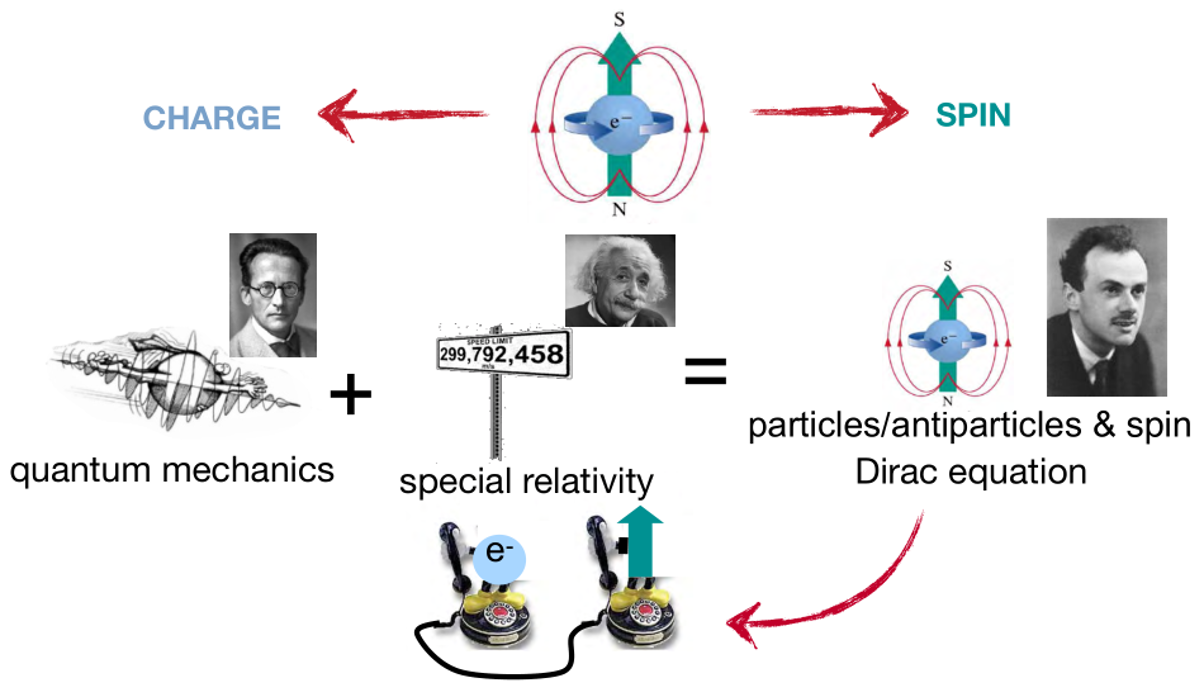 S
CHARGE
e⁻
SPIN
N
SPEED LIMIT
299,792,458
m/s
+
=
S
e⁻
N
quantum mechanics
special relativity
particles/antiparticles & spin
Dirac equation
e-